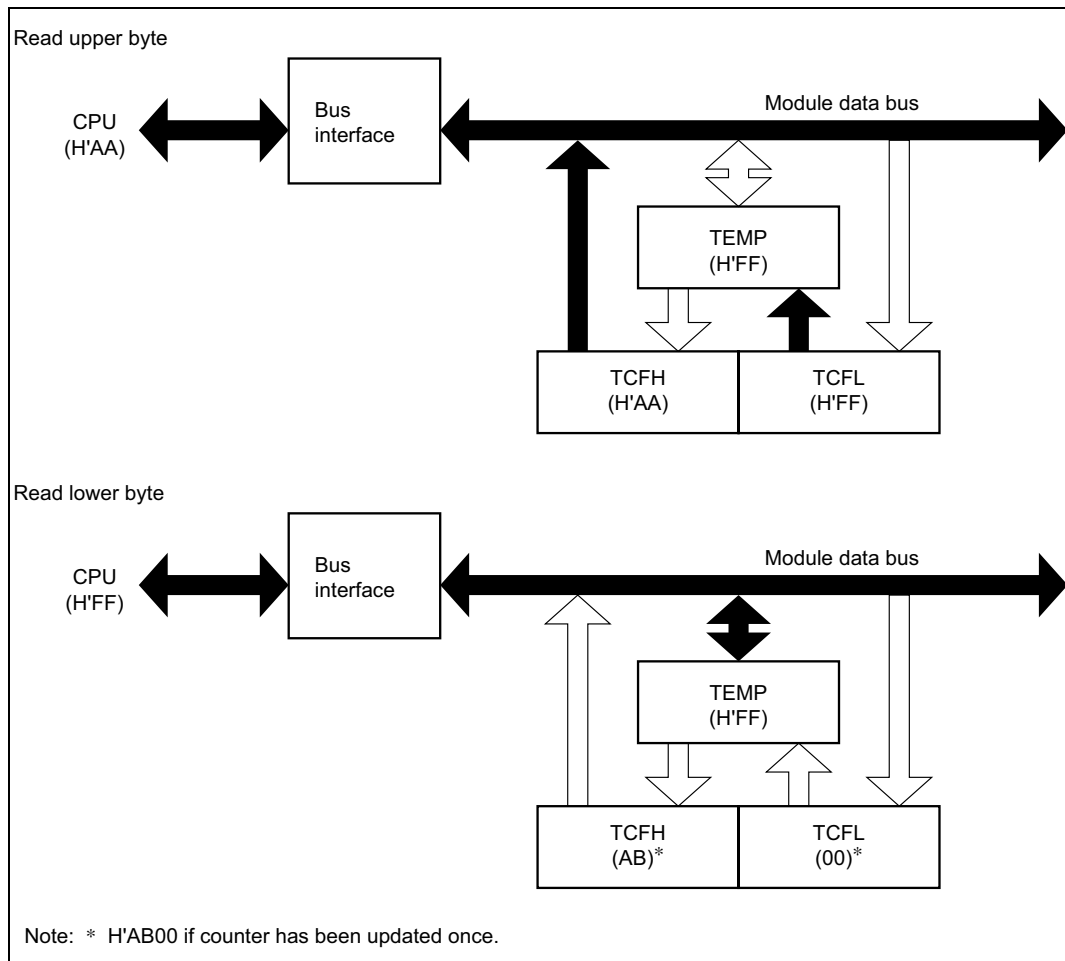 Read upper byte
CPU
(H'AA)
Bus
interface
Module data bus
TEMP
(H'FF)
TCFH
(H'AA)
TCFL
(H'FF)
Read lower byte
CPU
(H'FF)
Bus
interface
Module data bus
TEMP
(H'FF)
TCFH
(AB)*
TCFL
(00)*
Note: * H'AB00 if counter has been updated once.